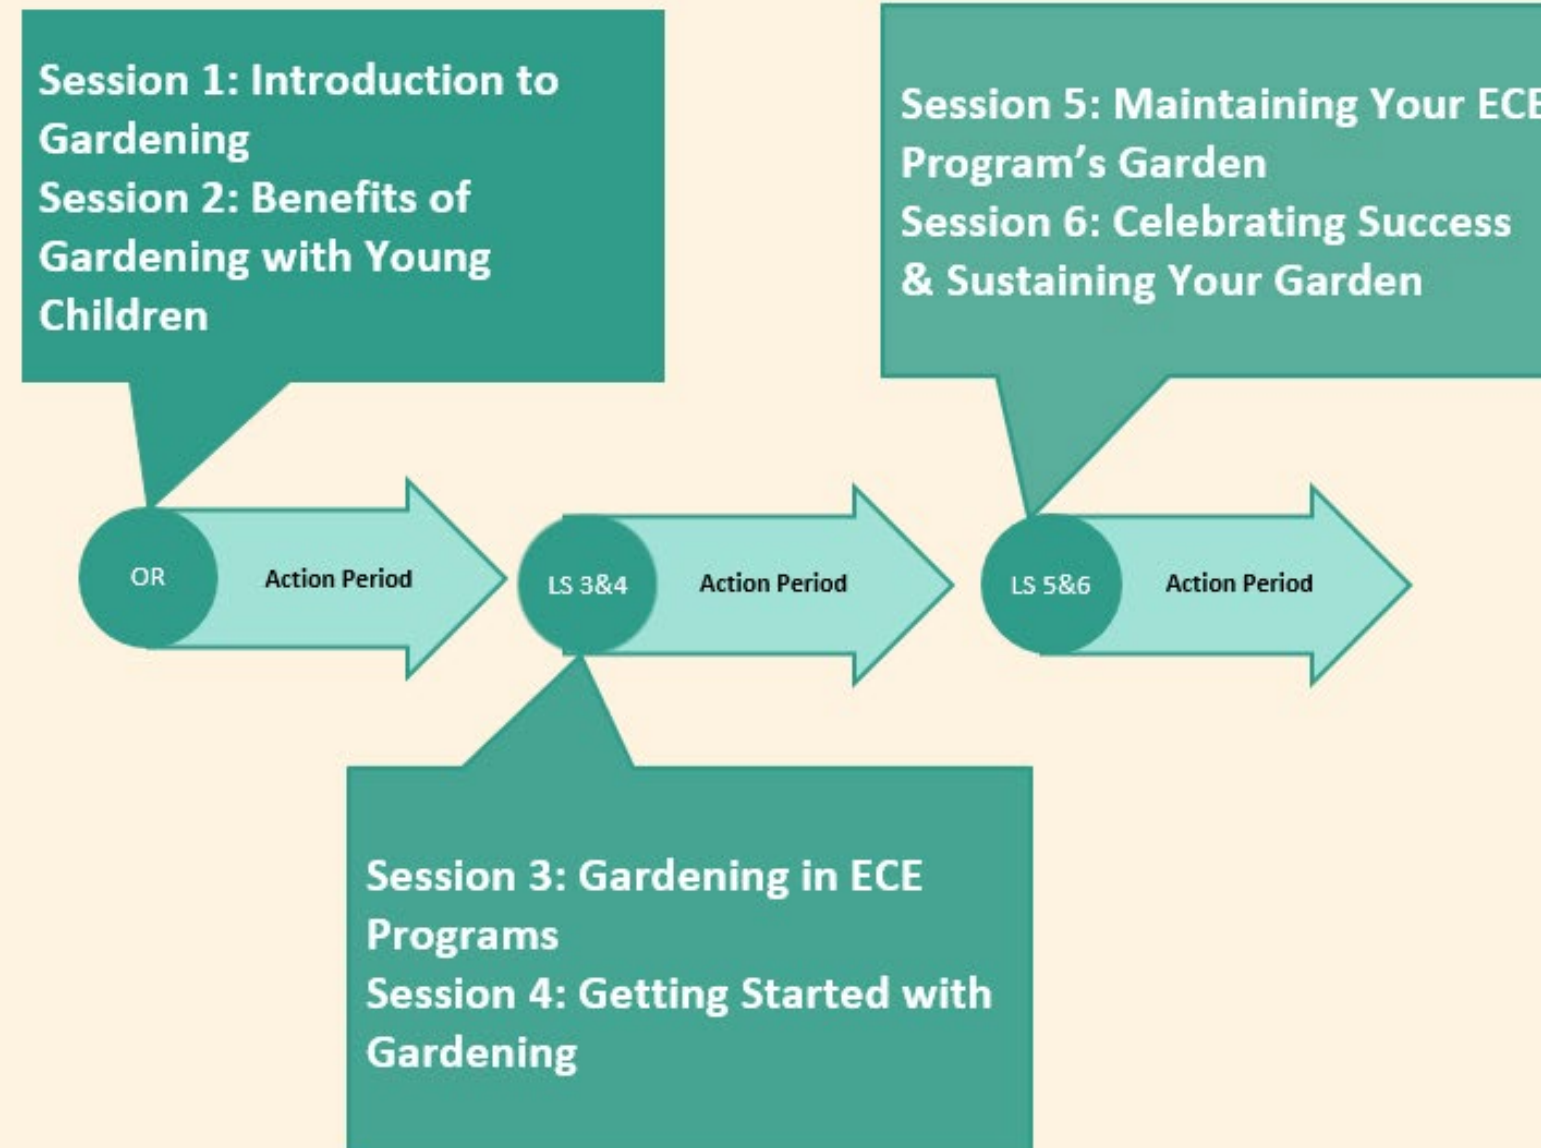 Session 1: Introduction to
Gardening
Session 2: Benefits of
Gardening with Young
Children
Session 5: Maintaining Your ECE
Program’s Garden
Session 6: Celebrating Success
& Sustaining Your Garden
OR
Action Period
LS 3&4
Action Period
LS 5&6
Action Period
Session 3: Gardening in ECE
Programs
Session 4: Getting Started with
Gardening